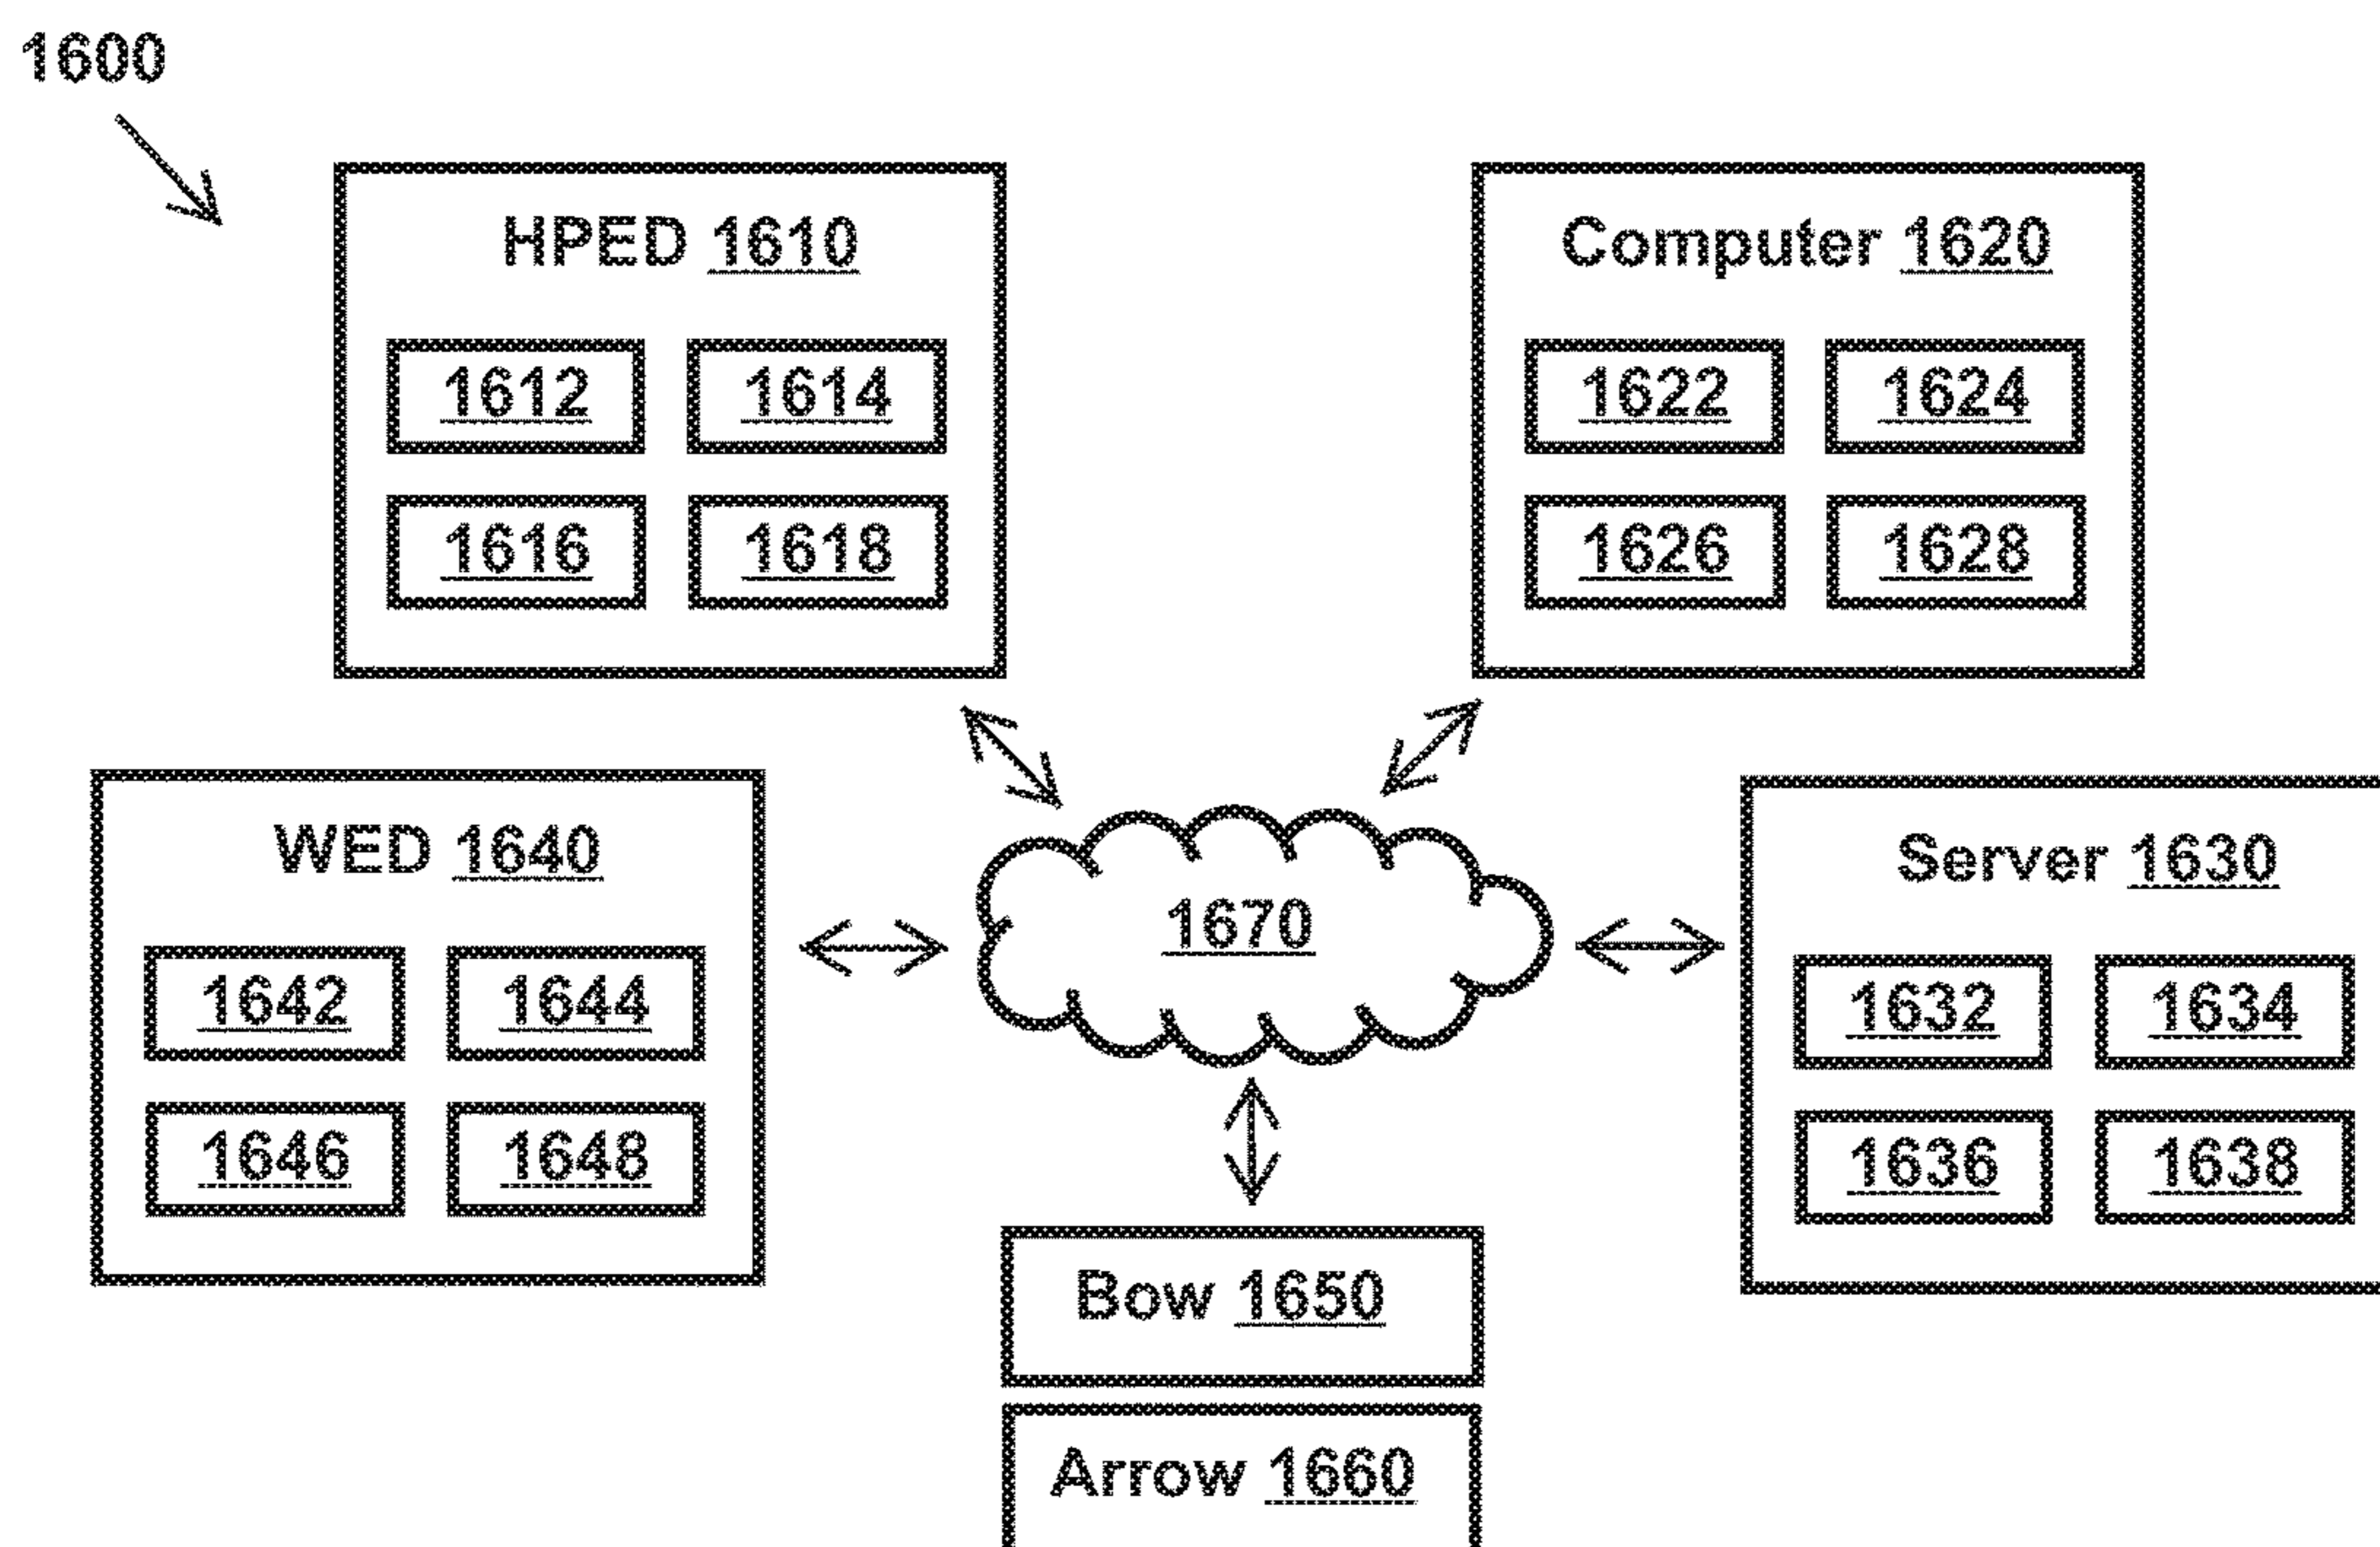 1600
HPED 1610
1612 1614
1616 1618
Computer 1620
1622 1624
1626 1628
WED 1640
1642 1644
1646 1648
1670
Server 1630
1632 1634
1636 1638
Bow 1650
Arrow 1660